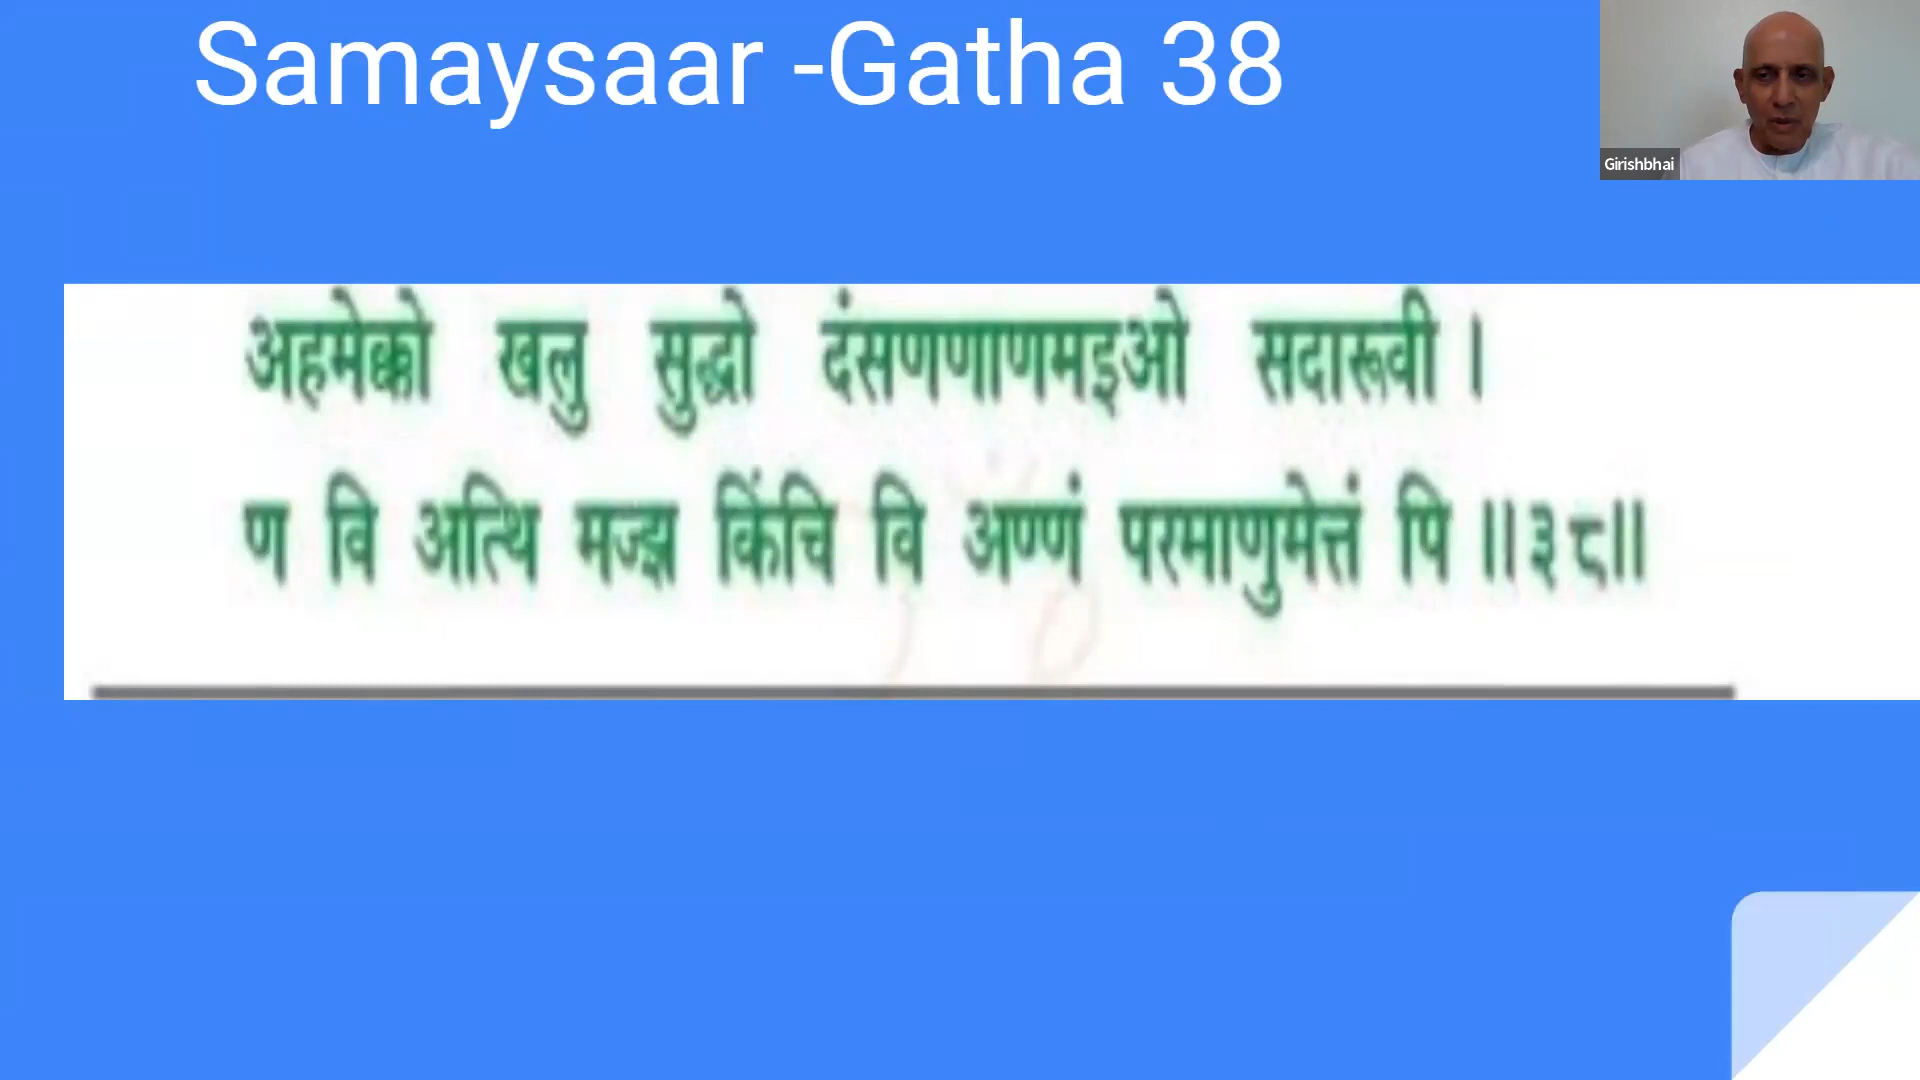 Samaysaar -Gatha 38
Girishbhai
अहमेक्को खलु सुद्धो दंसणणाणमइओ सदारूवी ।
ण वि अत्थि मज्झ किंचि वि अण्णं परमाणुमेत्तं पि ॥३८॥